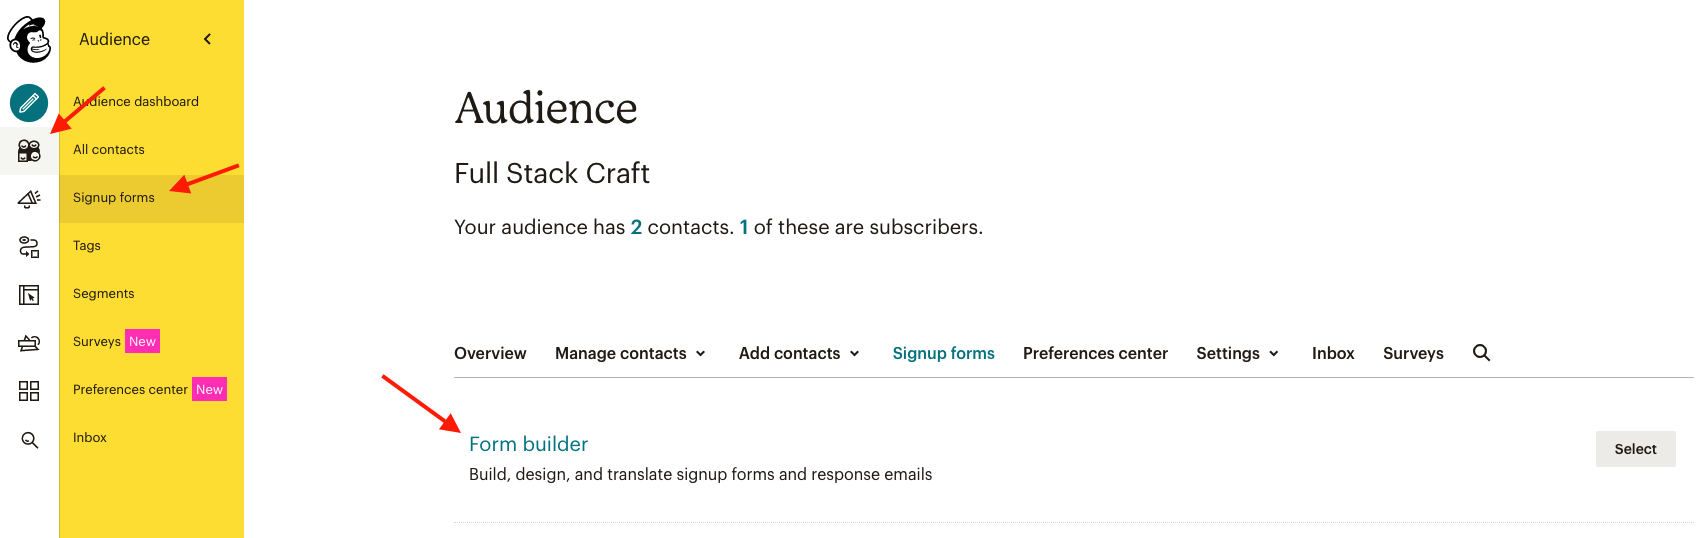 Audience
Audience dashboard
All contacts
Signup forms
Tags
Segments
Surveys New
Preferences center New
Inbox
Audience
Full Stack Craft
Your audience has 2 contacts. 1 of these are subscribers.
Overview Manage contacts Add contacts Signup forms Preferences center Settings Inbox Surveys
Form builder
Build, design, and translate signup forms and response emails
Select